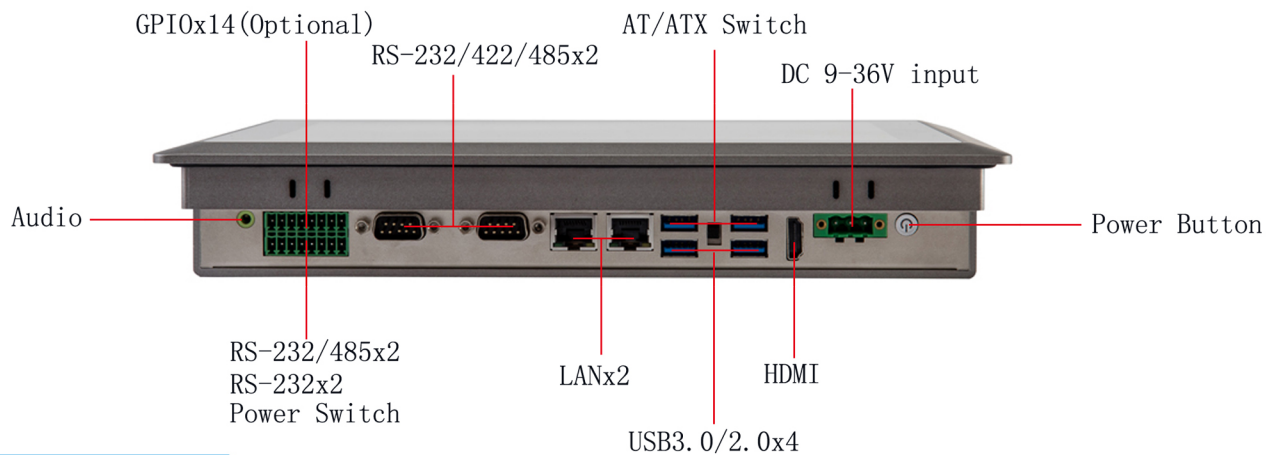 GPIOx14(Optional)
AT/ATX Switch
RS-232/422/485x2
DC 9-36V input
Audio
Power Button
RS-232/485x2
RS-232x2
Power Switch
LANx2
HDMI
USB3.0/2.0x4